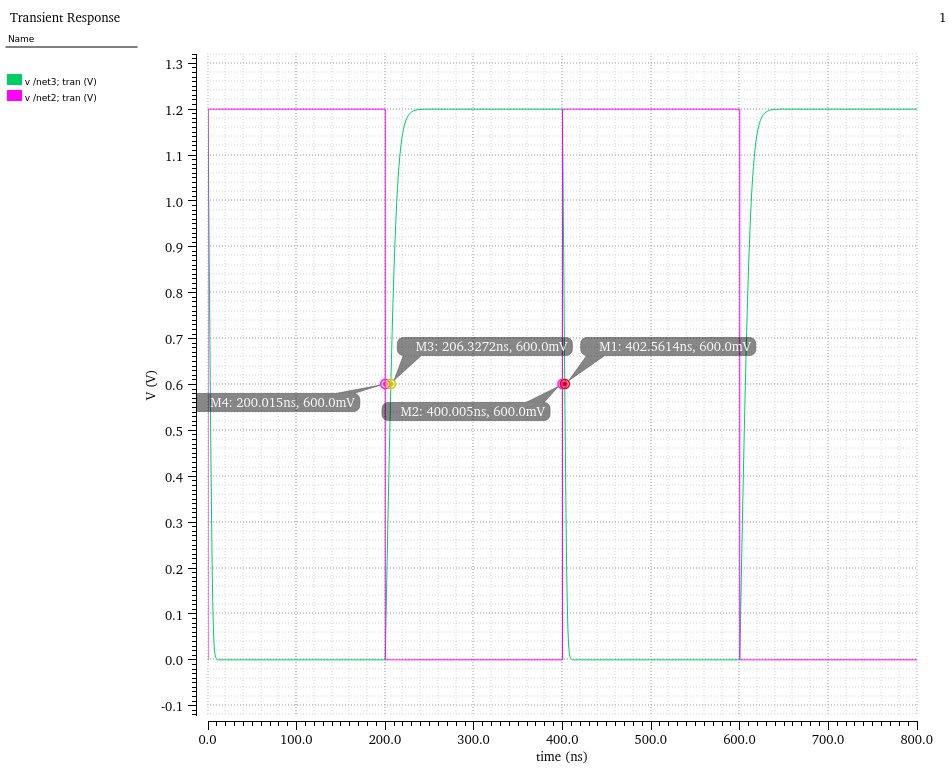 Transient Response
1
Name
v /net3; tran (V)
v /net2; tran (V)
1.3
1.2
1.1
1.0
0.9
0.8
0.7
0.6
0.5
0.4
0.3
0.2
0.1
0.0
-0.1
V (V)
M3: 206.3272ns, 600.0mV
M1: 402.5614ns, 600.0mV
M4: 200.015ns, 600.0mV
M2: 400.005ns, 600.0mV
0.0 100.0 200.0 300.0 400.0 500.0 600.0 700.0 800.0
time (ns)